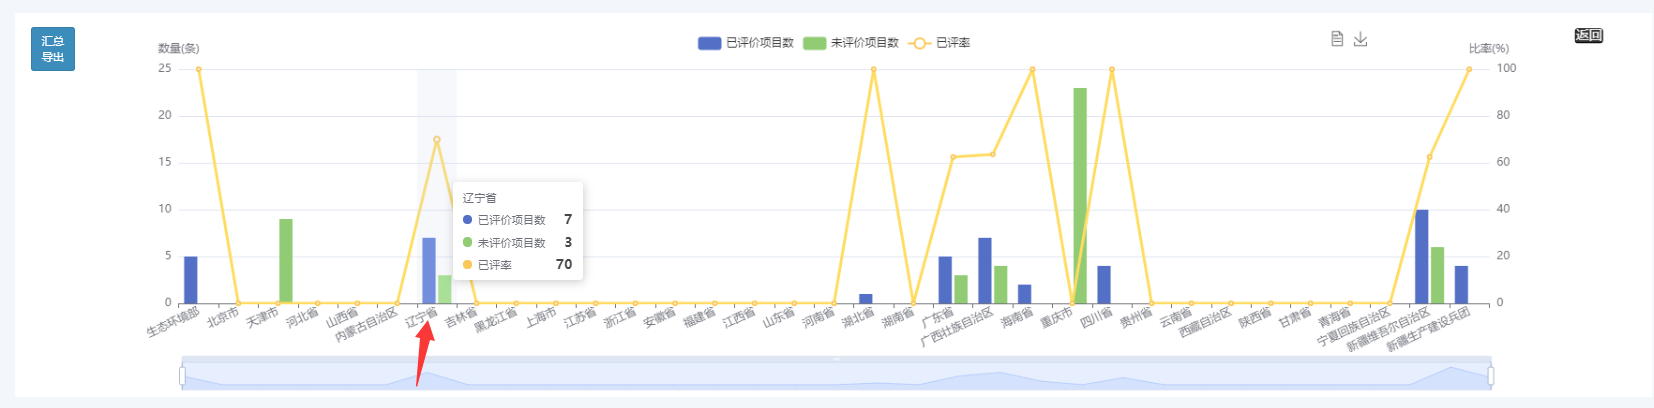 汇总
导出
数量(条)
已评价项目数
未评价项目数
已评率
返回
比率(%)
25
20
15
10
5
0
100
80
60
40
20
0
辽宁省
已评价项目数 7
未评价项目数 3
已评率 70
生态环境部
北京市
天津市
河北省
山西省
内蒙古自治区
辽宁省
吉林省
黑龙江省
上海市
江苏省
浙江省
安徽省
福建省
江西省
山东省
河南省
湖北省
湖南省
广东省
广西壮族自治区
海南省
重庆市
四川省
贵州省
云南省
西藏自治区
陕西省
甘肃省
青海省
宁夏回族自治区
新疆维吾尔自治区
新疆生产建设兵团